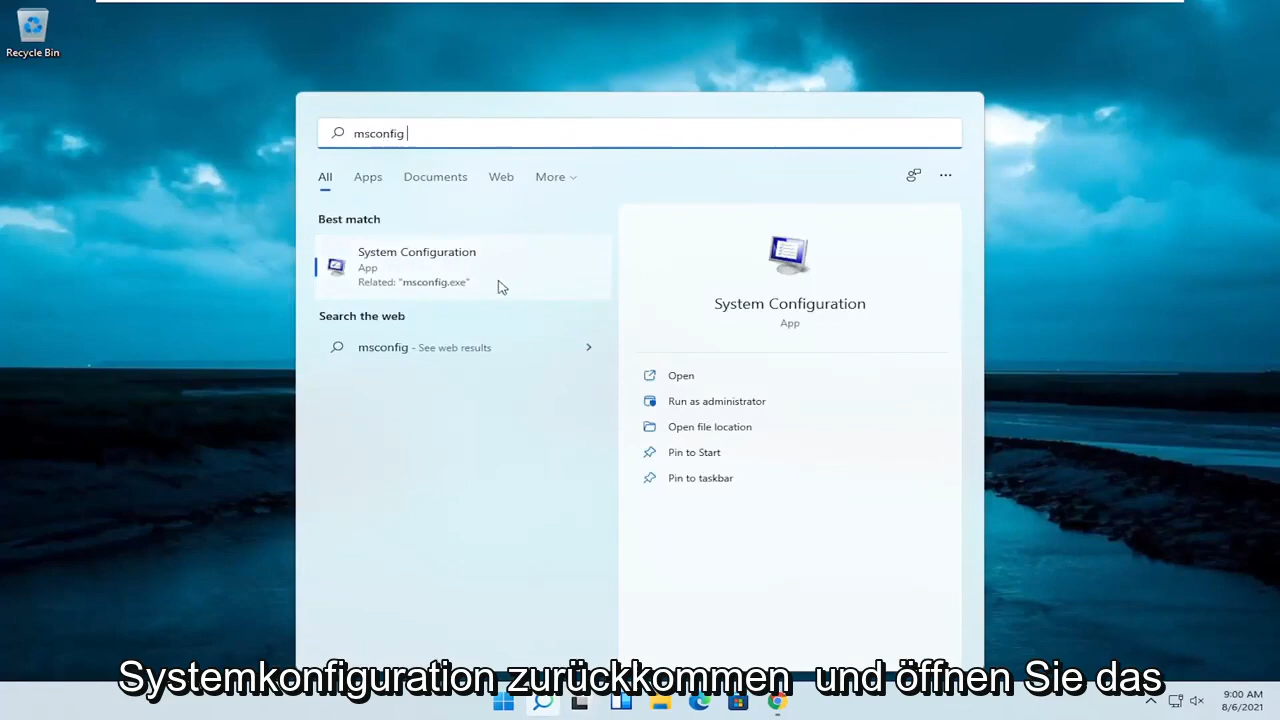 Recycle Bin
msconfig
All Apps Documents Web More
Best match
System Configuration
App
Related: "msconfig.exe"
Search the web
msconfig - See web results
System Configuration
App
Open
Run as administrator
Open file location
Pin to Start
Pin to taskbar
Systemkonfiguration zurückkommen und öffnen Sie das
9:00 AM
8/6/2021